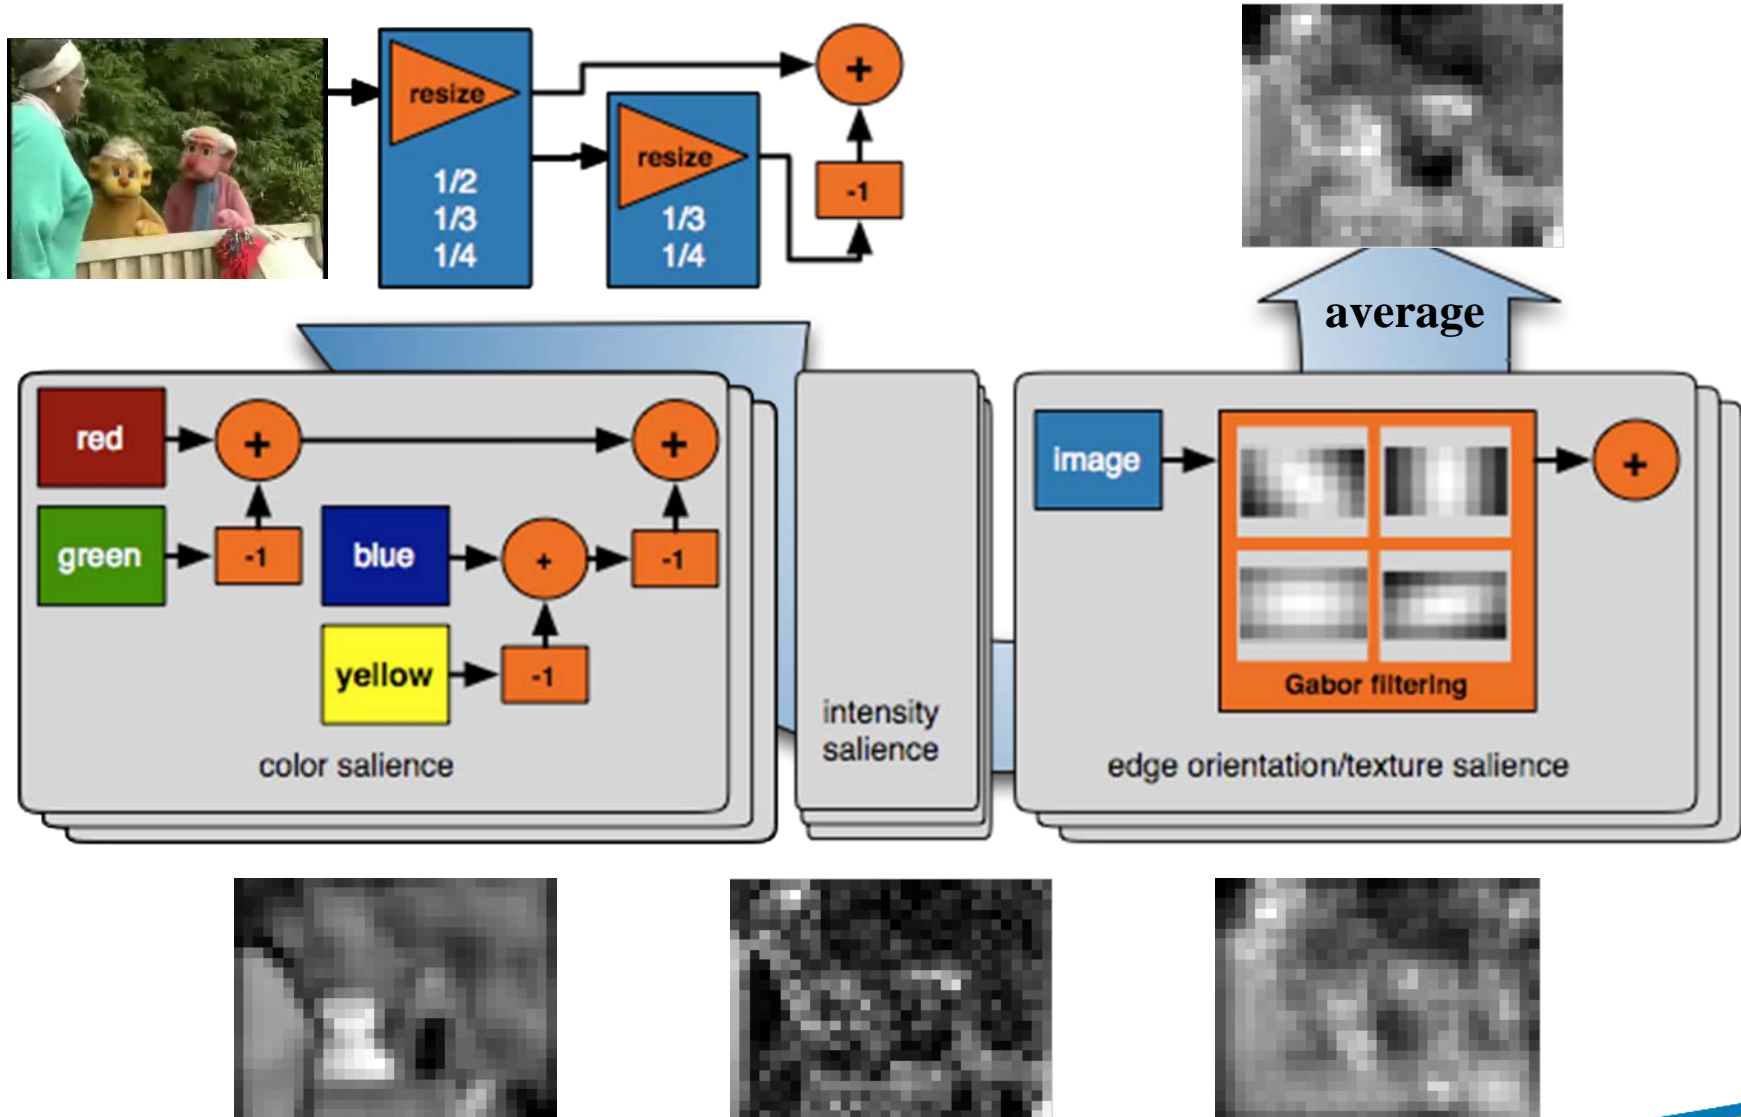 resize
1/2
1/3
1/4
resize
1/3
1/4
+
-1
average
red
+
+
green
-1
blue
+
-1
yellow
-1
color salience
intensity
salience
image
+
Gabor filtering
edge orientation/texture salience